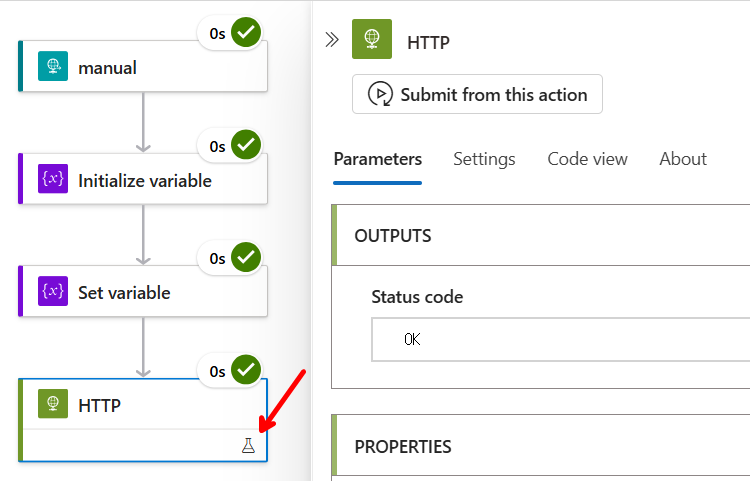 0s
manual
0s
{x} Initialize variable
0s
{x} Set variable
0s
HTTP
HTTP
Submit from this action
Parameters Settings Code view About
OUTPUTS
Status code
OK
PROPERTIES